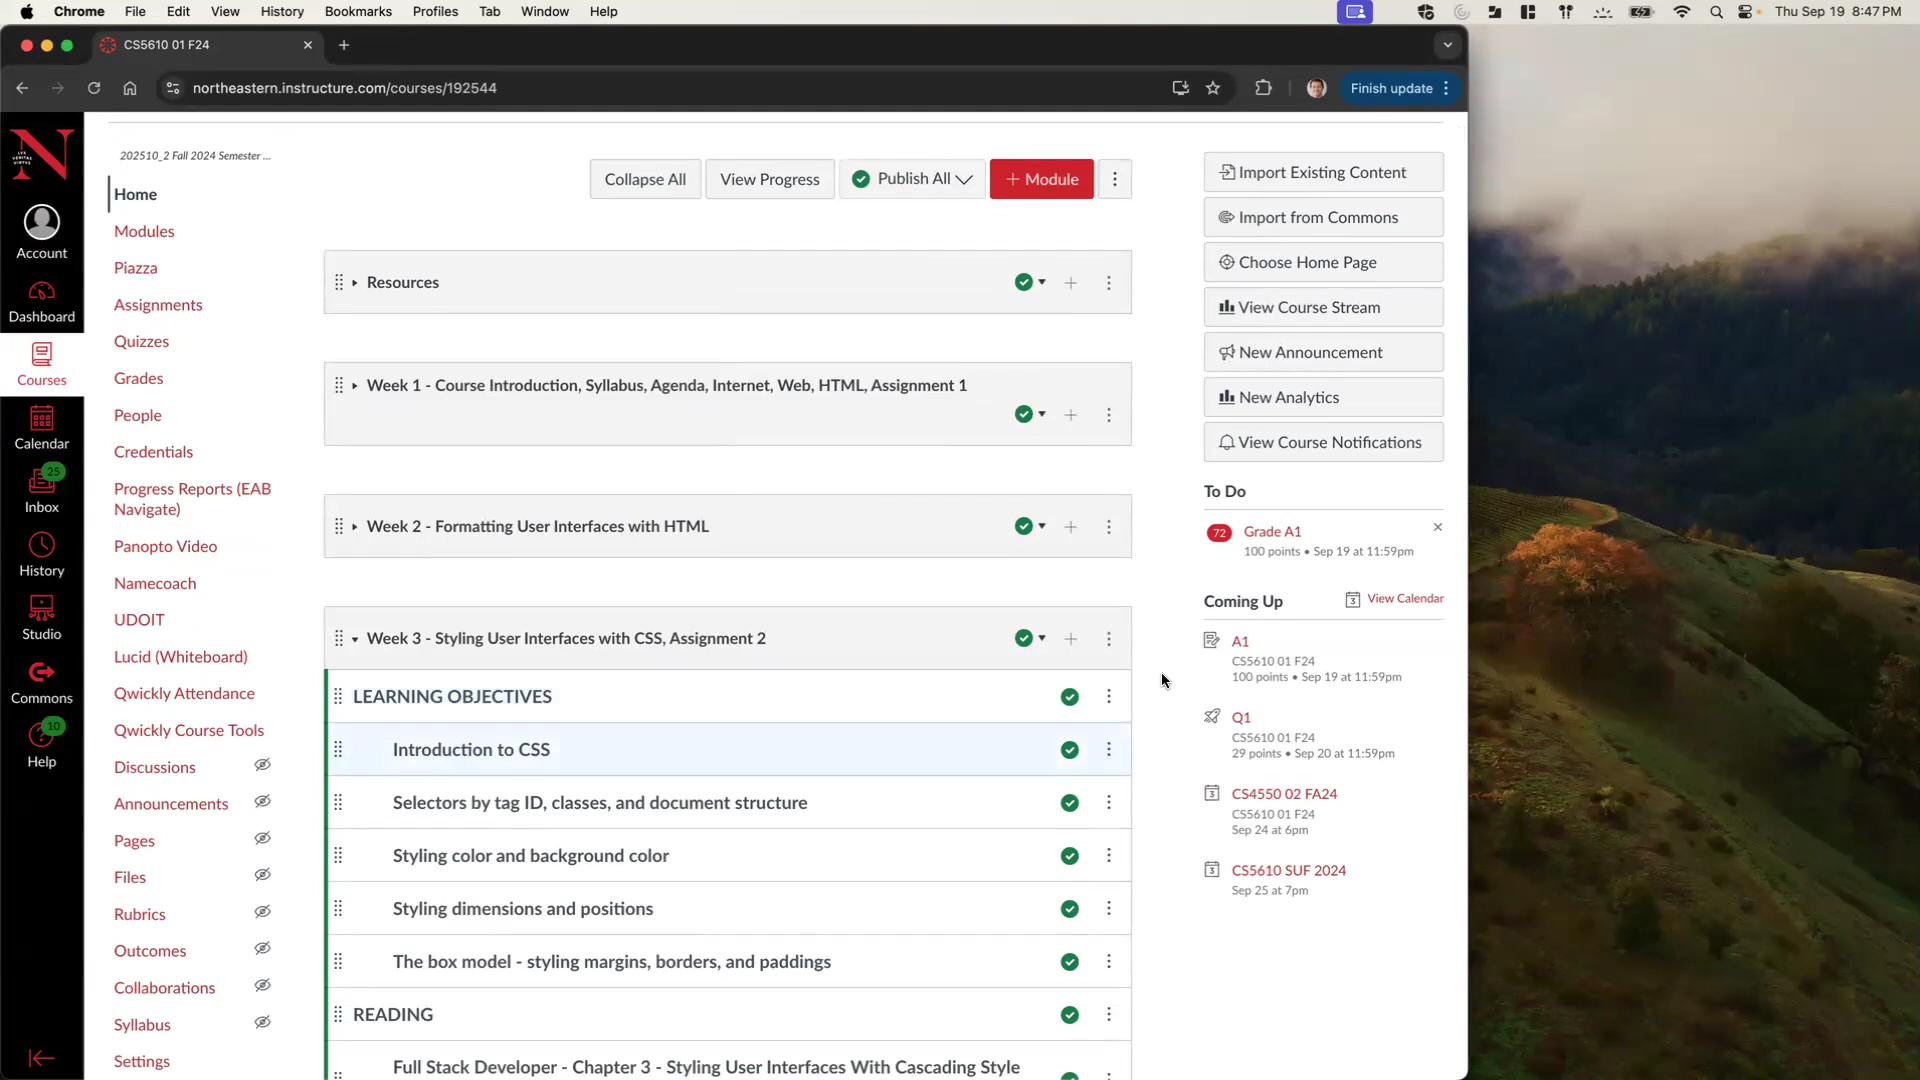 Chrome File Edit View History Bookmarks Profiles Tab Window Help Thu Sep 19 8:47 PM
CS5610 01 F24
northeastern.instructure.com/courses/192544 Finish update
202510_2 Fall 2024 Semester ...
Home
Modules
Piazza
Assignments
Quizzes
Grades
People
Credentials
Progress Reports (EAB
Navigate)
Panopto Video
Namecoach
UDOIT
Lucid (Whiteboard)
Qwickly Attendance
Qwickly Course Tools
Discussions
Announcements
Pages
Files
Rubrics
Outcomes
Collaborations
Syllabus
Settings
N
Account
Dashboard
Courses
Calendar
25
Inbox
History
Studio
Commons
10
Help
Collapse All View Progress Publish All + Module
Resources
Week 1 - Course Introduction, Syllabus, Agenda, Internet, Web, HTML, Assignment 1
Week 2 - Formatting User Interfaces with HTML
Week 3 - Styling User Interfaces with CSS, Assignment 2
LEARNING OBJECTIVES
Introduction to CSS
Selectors by tag ID, classes, and document structure
Styling color and background color
Styling dimensions and positions
The box model - styling margins, borders, and paddings
READING
Full Stack Developer - Chapter 3 - Styling User Interfaces With Cascading Style
Import Existing Content
Import from Commons
Choose Home Page
View Course Stream
New Announcement
New Analytics
View Course Notifications
To Do
72 Grade A1
100 points • Sep 19 at 11:59pm
Coming Up 3 View Calendar
A1
CS5610 01 F24
100 points • Sep 19 at 11:59pm
Q1
CS5610 01 F24
29 points • Sep 20 at 11:59pm
3 CS4550 02 FA24
CS5610 01 F24
Sep 24 at 6pm
3 CS5610 SUF 2024
Sep 25 at 7pm